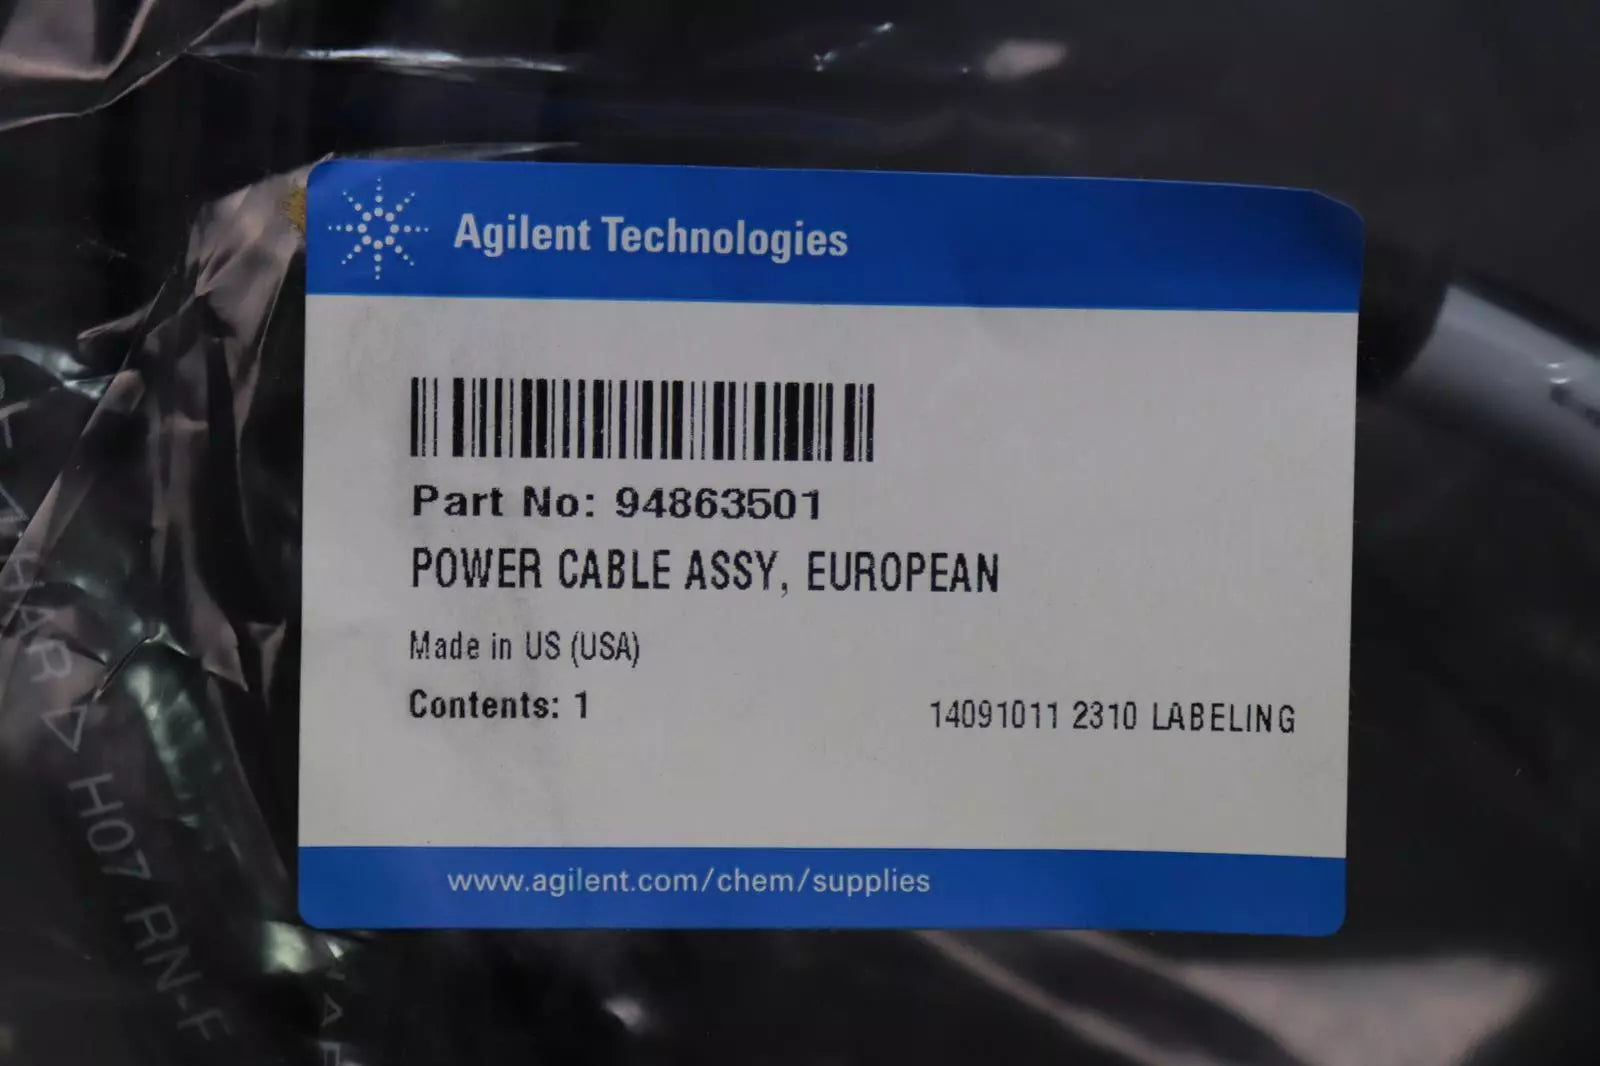 Agilent Technologies
Part No: 94863501
POWER CABLE ASSY, EUROPEAN
Made in US (USA)
Contents: 1
14091011 2310 LABELING
www.agilent.com/chem/supplies
HAR
H07 RN-F